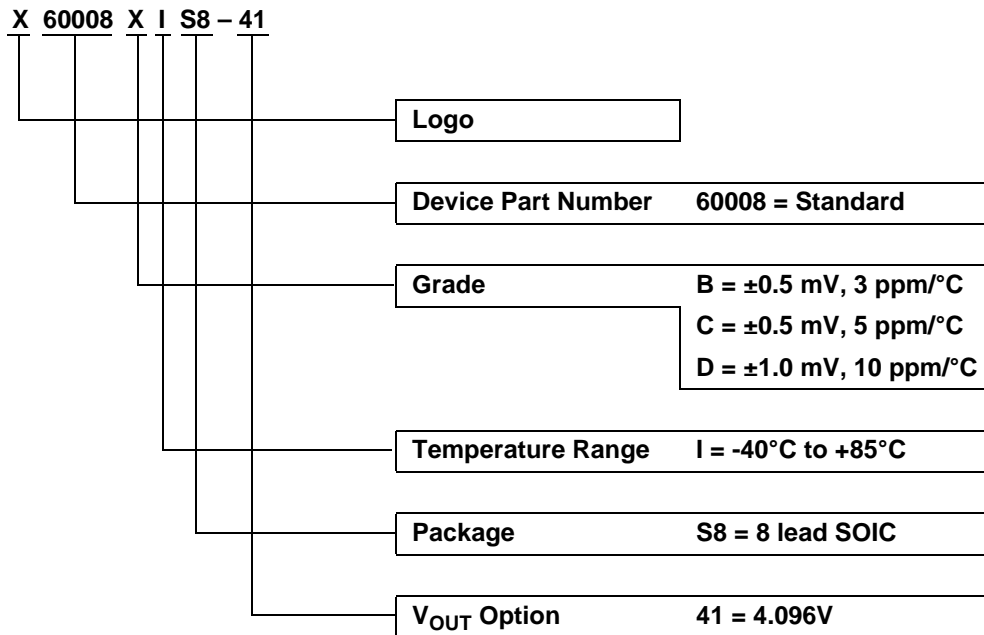 X 60008 X I S8 – 41
Logo
Device Part Number 60008 = Standard
Grade B = ±0.5 mV, 3 ppm/°C
C = ±0.5 mV, 5 ppm/°C
D = ±1.0 mV, 10 ppm/°C
Temperature Range I = -40°C to +85°C
Package S8 = 8 lead SOIC
VOUT Option 41 = 4.096V